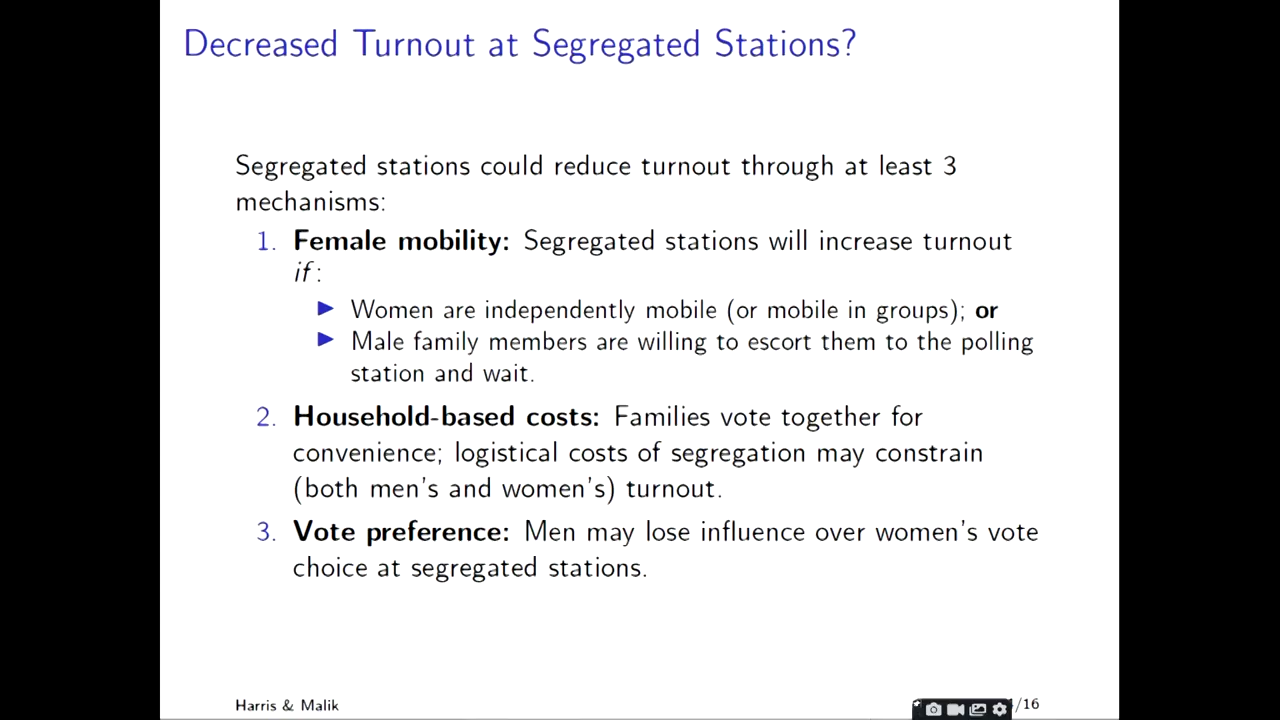 Decreased Turnout at Segregated Stations?
Segregated stations could reduce turnout through at least 3
mechanisms:
1. Female mobility: Segregated stations will increase turnout
if:
▶ Women are independently mobile (or mobile in groups); or
▶ Male family members are willing to escort them to the polling
station and wait.
2. Household-based costs: Families vote together for
convenience; logistical costs of segregation may constrain
(both men's and women's) turnout.
3. Vote preference: Men may lose influence over women's vote
choice at segregated stations.
Harris & Malik
/16